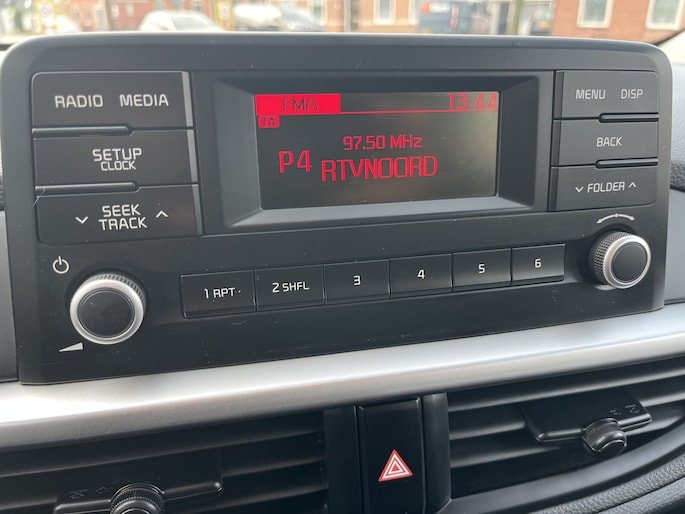 RADIO MEDIA
SETUP
CLOCK
SEEK
TRACK
FMA 13:44
TA
97.50 MHz
P4 RTVNOORD
MENU DISP
BACK
FOLDER
1 RPT
2 SHFL
3
4
5
6